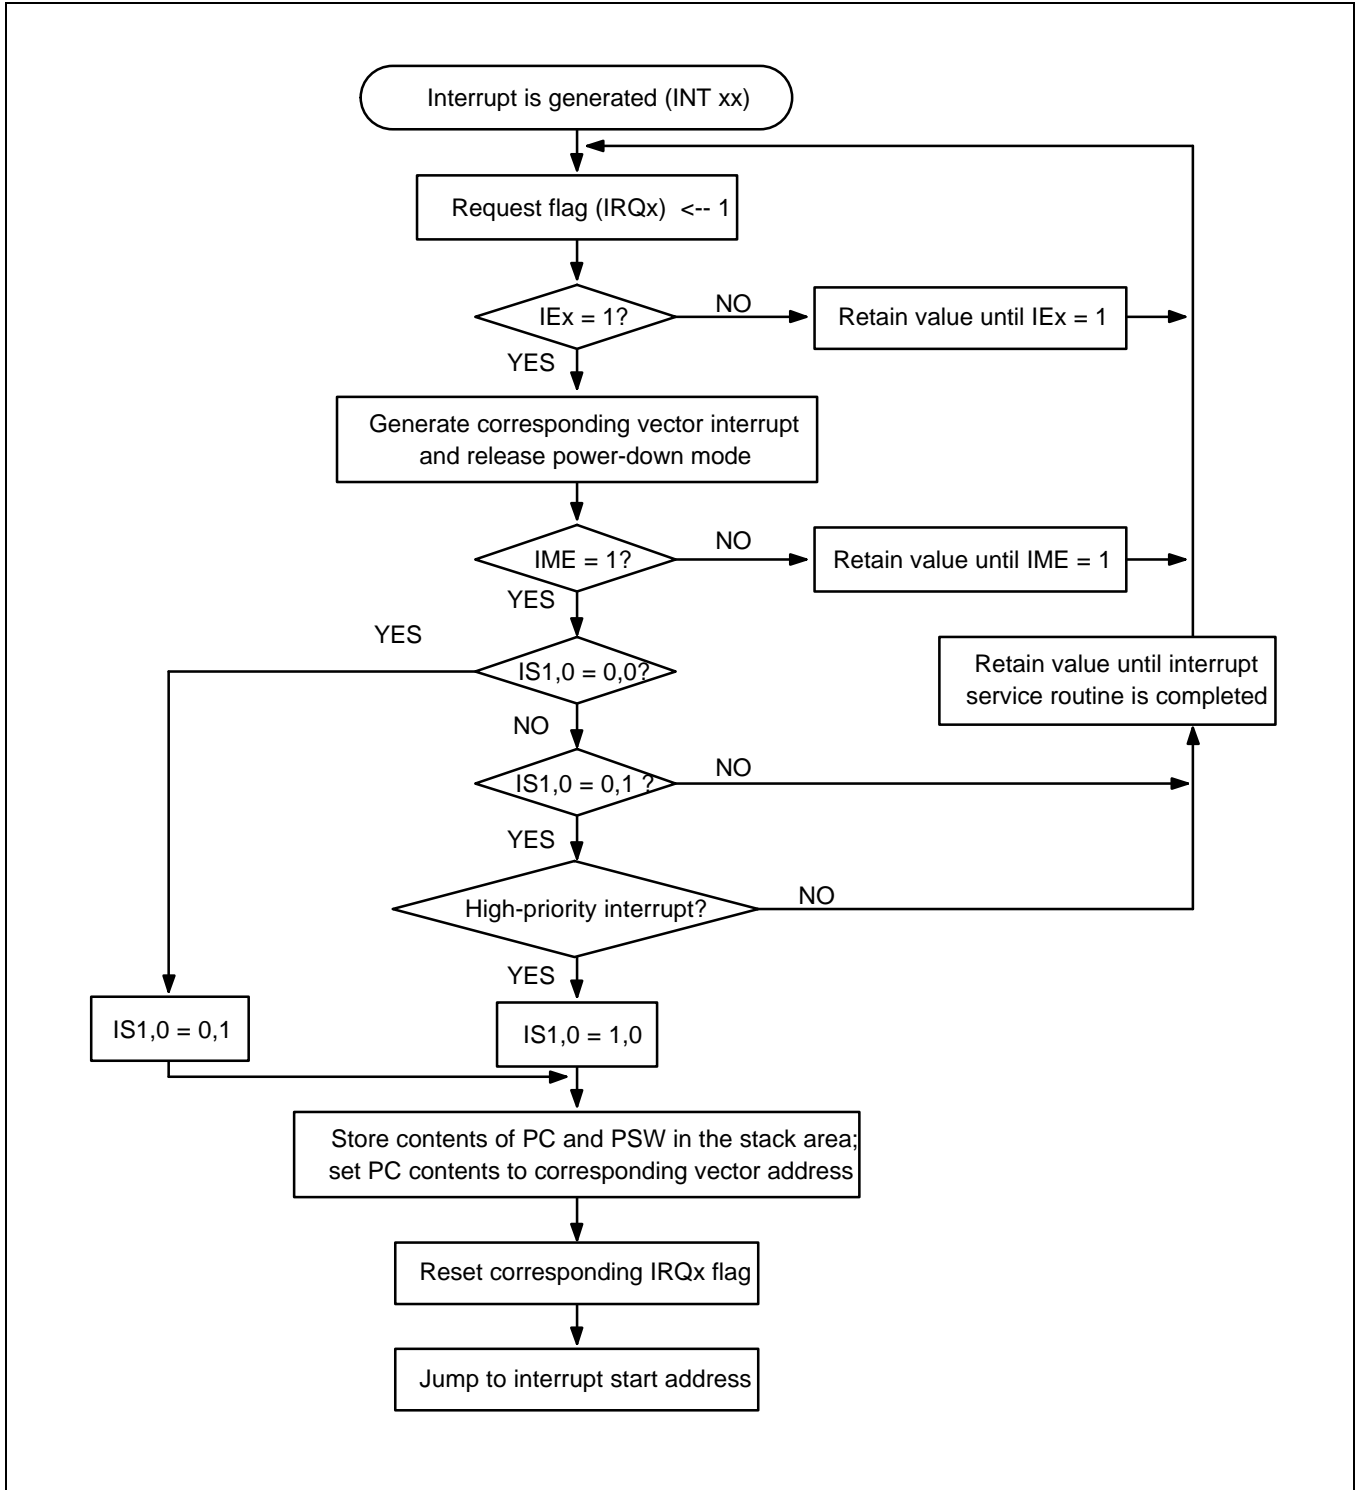 Interrupt is generated (INT xx)
Request flag (IRQx) <-- 1
IEx = 1?
NO
Retain value until IEx = 1
YES
Generate corresponding vector interrupt
and release power-down mode
IME = 1?
NO
Retain value until IME = 1
YES
YES
IS1,0 = 0,0?
Retain value until interrupt
service routine is completed
NO
IS1,0 = 0,1 ?
NO
YES
High-priority interrupt?
NO
YES
IS1,0 = 0,1
IS1,0 = 1,0
Store contents of PC and PSW in the stack area;
set PC contents to corresponding vector address
Reset corresponding IRQx flag
Jump to interrupt start address